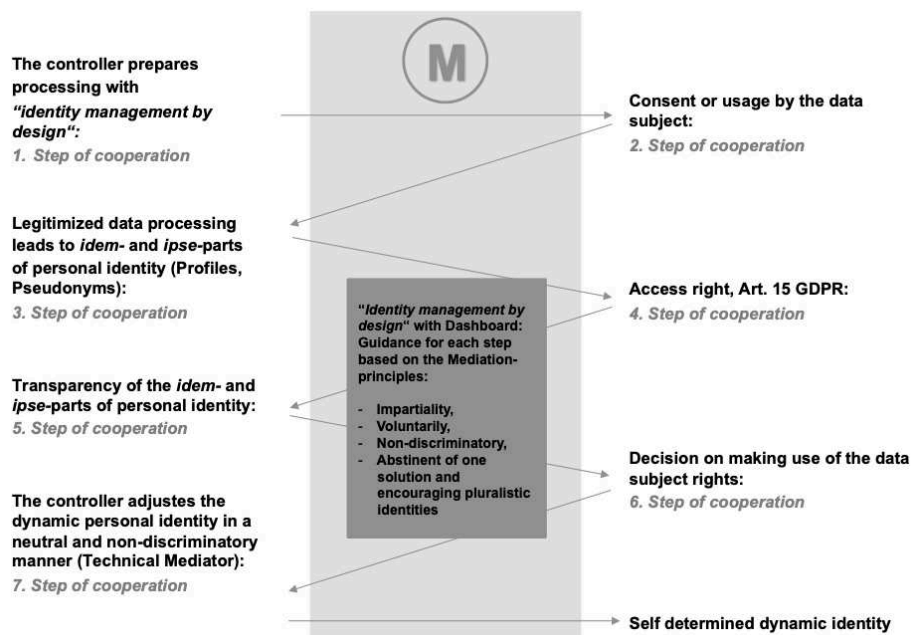 M
The controller prepares
processing with
“identity management by
design“:
1. Step of cooperation
Consent or usage by the data
subject:
2. Step of cooperation
Legitimized data processing
leads to idem- and ipse-parts
of personal identity (Profiles,
Pseudonyms):
3. Step of cooperation
Access right, Art. 15 GDPR:
4. Step of cooperation
“Identity management by
design“ with Dashboard:
Guidance for each step
based on the Mediation-
principles:
- Impartiality,
- Voluntarily,
- Non-discriminatory,
- Abstinent of one
solution and
encouraging pluralistic
identities
Transparency of the idem- and
ipse-parts of personal identity:
5. Step of cooperation
Decision on making use of the data
subject rights:
6. Step of cooperation
The controller adjustes the
dynamic personal identity in a
neutral and non-discriminatory
manner (Technical Mediator):
7. Step of cooperation
Self determined dynamic identity